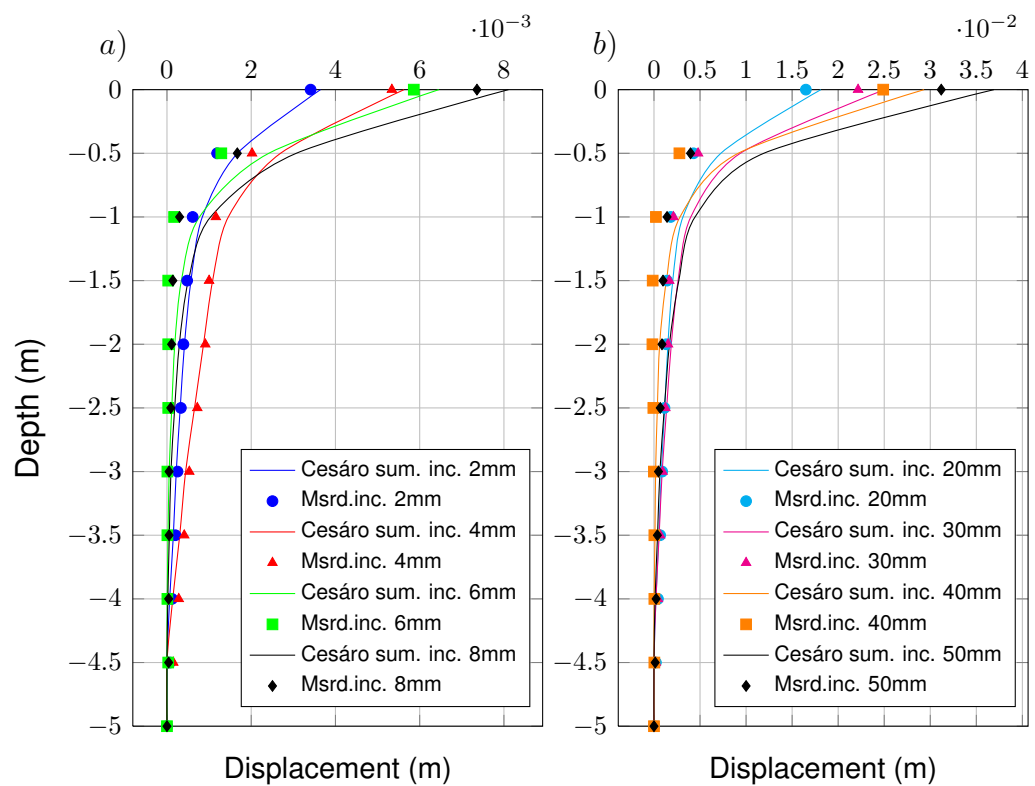 a)
·10⁻³
0 2 4 6 8
0
−0.5
−1
−1.5
−2
−2.5
−3
−3.5
−4
−4.5
−5
Depth (m)
Cesáro sum. inc. 2mm
Msrd.inc. 2mm
Cesáro sum. inc. 4mm
Msrd.inc. 4mm
Cesáro sum. inc. 6mm
Msrd.inc. 6mm
Cesáro sum. inc. 8mm
Msrd.inc. 8mm
Displacement (m)
b)
·10⁻²
0 0.5 1 1.5 2 2.5 3 3.5 4
0
−0.5
−1
−1.5
−2
−2.5
−3
−3.5
−4
−4.5
−5
Cesáro sum. inc. 20mm
Msrd.inc. 20mm
Cesáro sum. inc. 30mm
Msrd.inc. 30mm
Cesáro sum. inc. 40mm
Msrd.inc. 40mm
Cesáro sum. inc. 50mm
Msrd.inc. 50mm
Displacement (m)